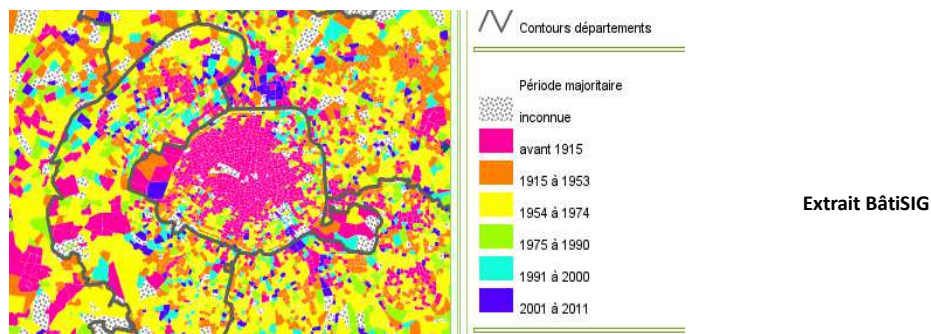 Contours départements
Période majoritaire
inconnue
avant 1915
1915 à 1953
1954 à 1974
1975 à 1990
1991 à 2000
2001 à 2011
Extrait BâtiSIG